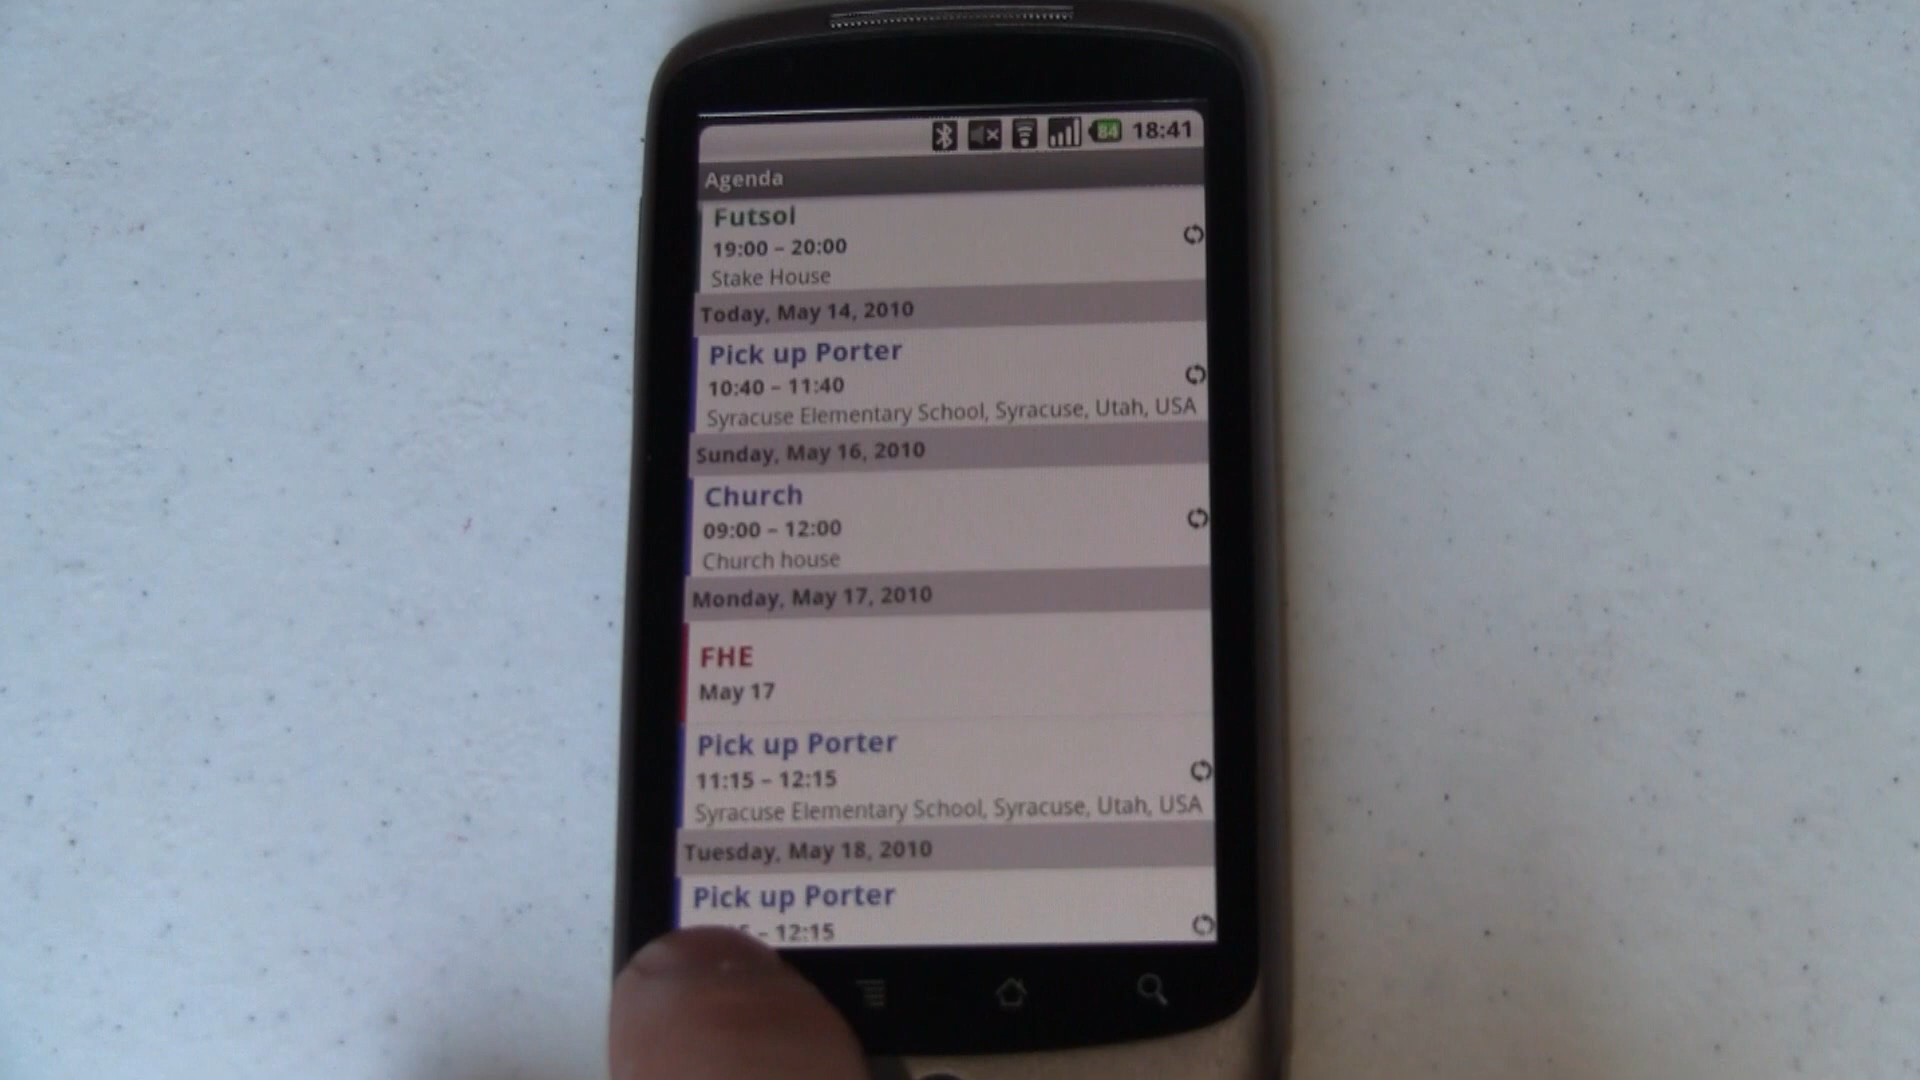 84 18:41
Agenda
Futsol
19:00 – 20:00
Stake House
Today, May 14, 2010
Pick up Porter
10:40 – 11:40
Syracuse Elementary School, Syracuse, Utah, USA
Sunday, May 16, 2010
Church
09:00 – 12:00
Church house
Monday, May 17, 2010
FHE
May 17
Pick up Porter
11:15 – 12:15
Syracuse Elementary School, Syracuse, Utah, USA
Tuesday, May 18, 2010
Pick up Porter
– 12:15